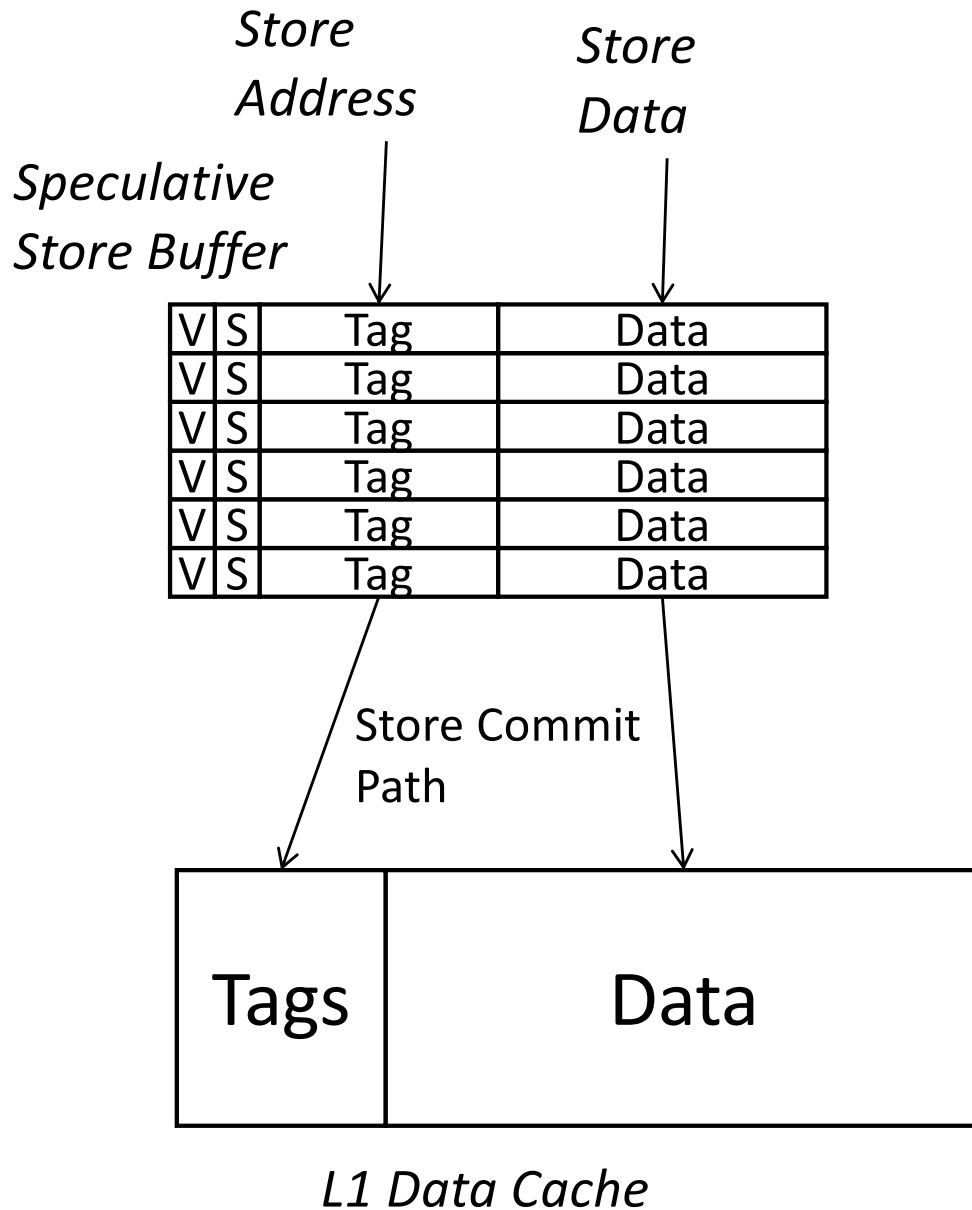 Store
Address
Store
Data
Speculative
Store Buffer
V S Tag Data
V S Tag Data
V S Tag Data
V S Tag Data
V S Tag Data
V S Tag Data
Store Commit
Path
Tags Data
L1 Data Cache